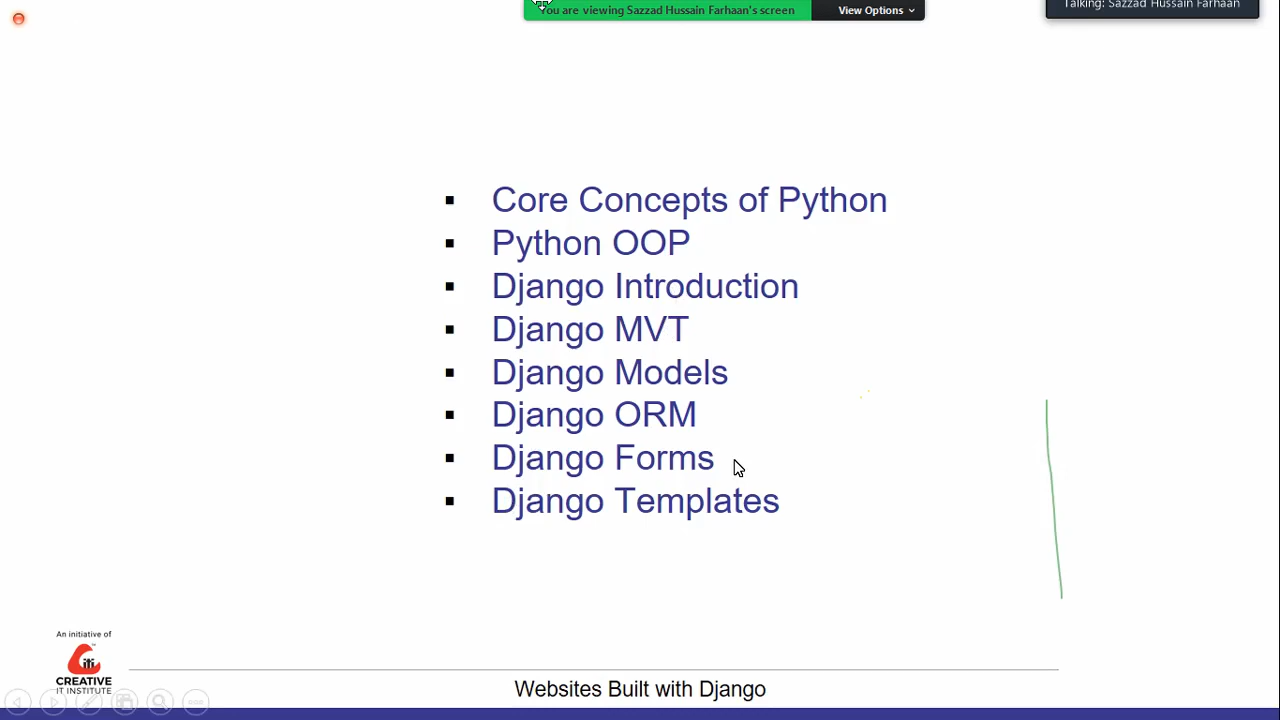 You are viewing Sazzad Hussain Farhaan's screen
View Options
Talking: Sazzad Hussain Farhaan
Core Concepts of Python
Python OOP
Django Introduction
Django MVT
Django Models
Django ORM
Django Forms
Django Templates
An initiative of
CREATIVE
IT INSTITUTE
Websites Built with Django